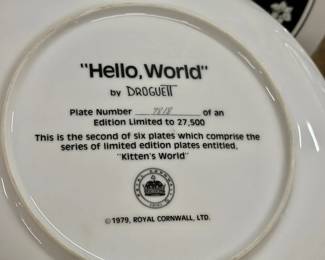 "Hello, World"
by DROGUETT
Plate Number 7818 of an
Edition Limited to 27,500
This is the second of six plates which comprise the
series of limited edition plates entitled,
"Kitten's World"
©1979, ROYAL CORNWALL, LTD.